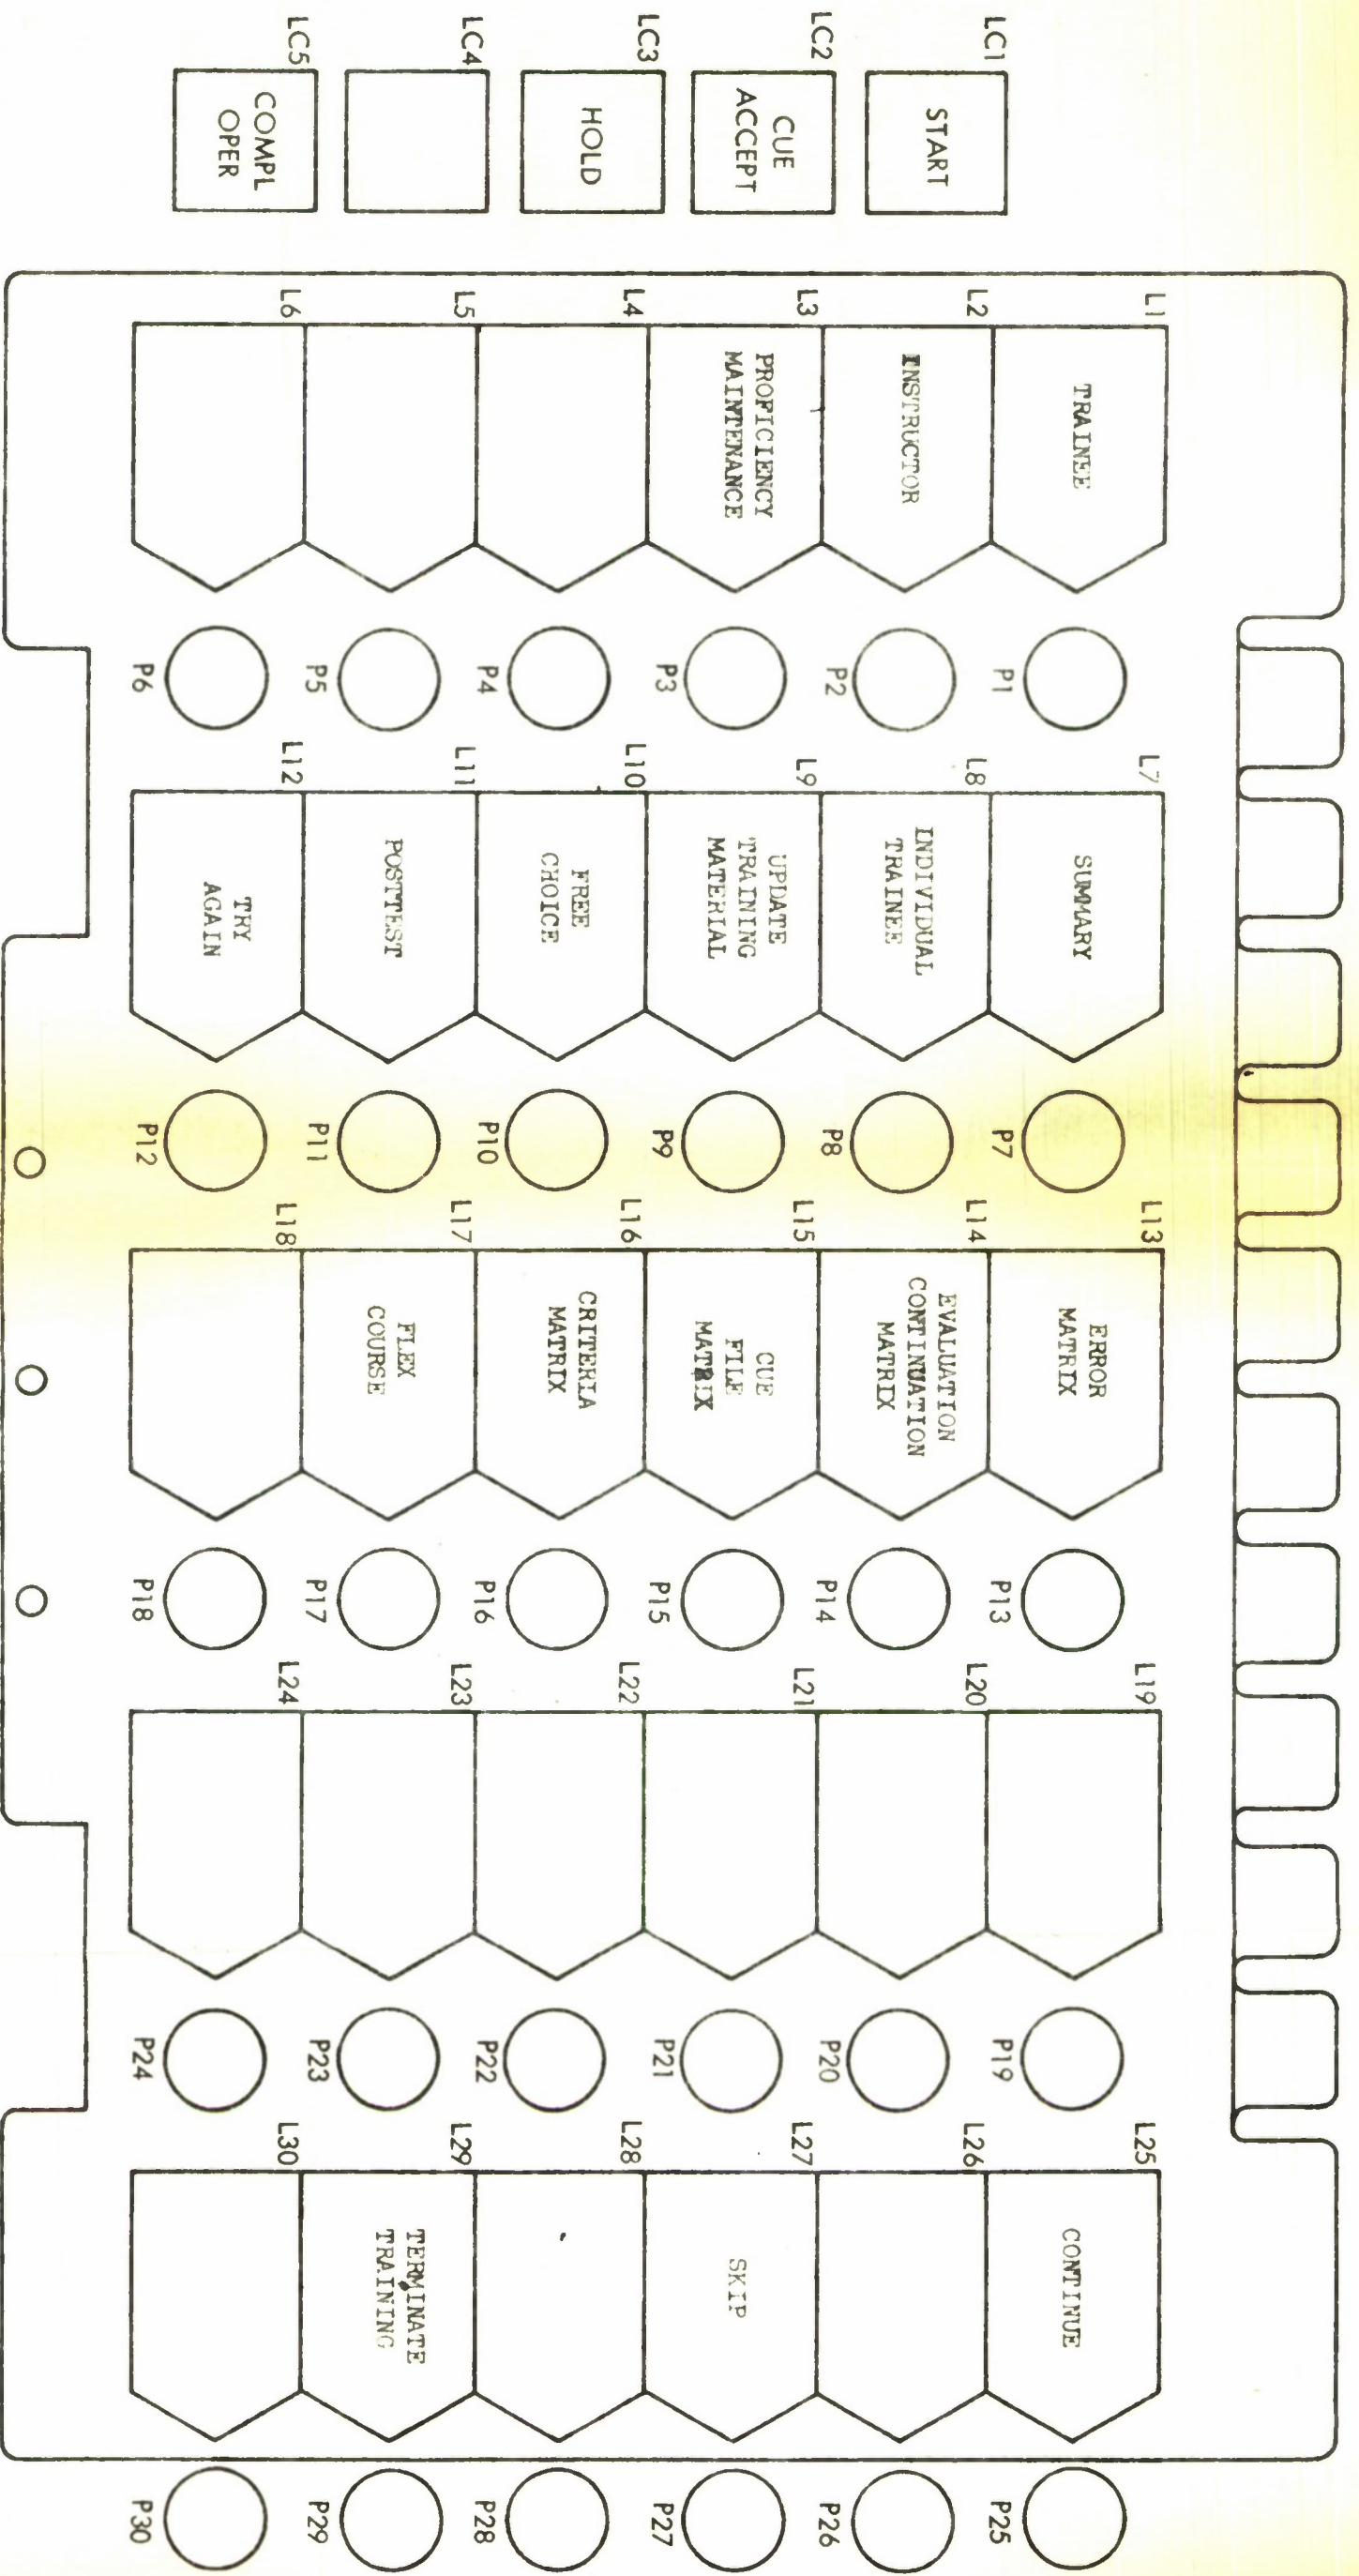 LC1
START
LC2
CUE
ACCEPT
LC3
HOLD
LC4
LC5
COMPL
OPER
L1
TRAINEE
P1
L2
INSTRUCTOR
P2
L3
PROFICIENCY
MAINTENANCE
P3
L4
P4
L5
P5
L6
P6
L7
SUMMARY
P7
L8
INDIVIDUAL
TRAINEE
P8
L9
UPDATE
TRAINING
MATERIAL
P9
L10
FREE
CHOICE
P10
L11
POSTTEST
P11
L12
TRY
AGAIN
P12
L13
ERROR
MATRIX
P13
L14
EVALUATION
CONTINUATION
MATRIX
P14
L15
CUE
FILE
MATRIX
P15
L16
CRITERIA
MATRIX
P16
L17
FLEX
COURSE
P17
L18
P18
L19
P19
L20
P20
L21
P21
L22
P22
L23
P23
L24
P24
L25
CONTINUE
P25
L26
P26
L27
SKIP
P27
L28
P28
L29
TERMINATE
TRAINING
P29
L30
P30